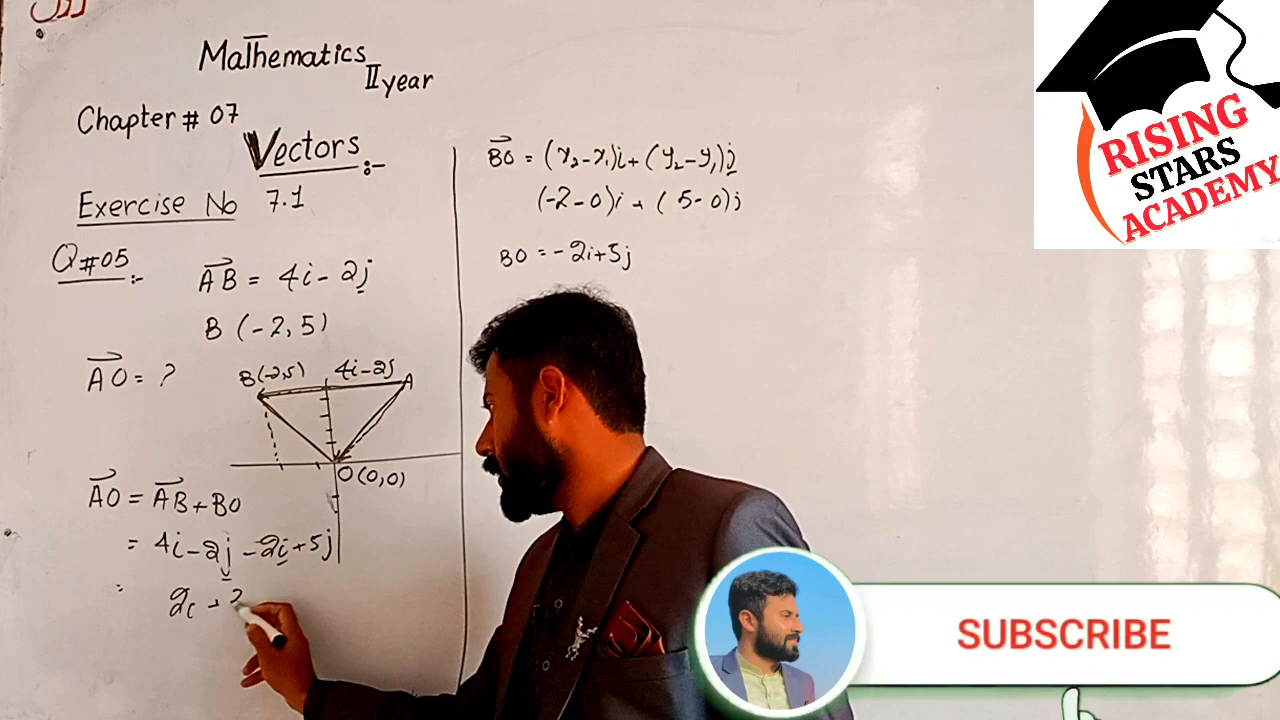 Mathematics
II year
Chapter # 07
Vectors :-
Exercise No 7.1
Q#05 :- AB = 4i - 2j
B (-2, 5)
AO = ?
B(-2,5) 4i-2j A
O(0,0)
AO = AB + BO
= 4i - 2j - 2i + 5j
= 2i + 3
BO = (x₂ - x₁)i + (y₂ - y₁)j
(-2 - 0)i + (5 - 0)j
BO = -2i + 5j
RISING
STARS
ACADEMY
SUBSCRIBE